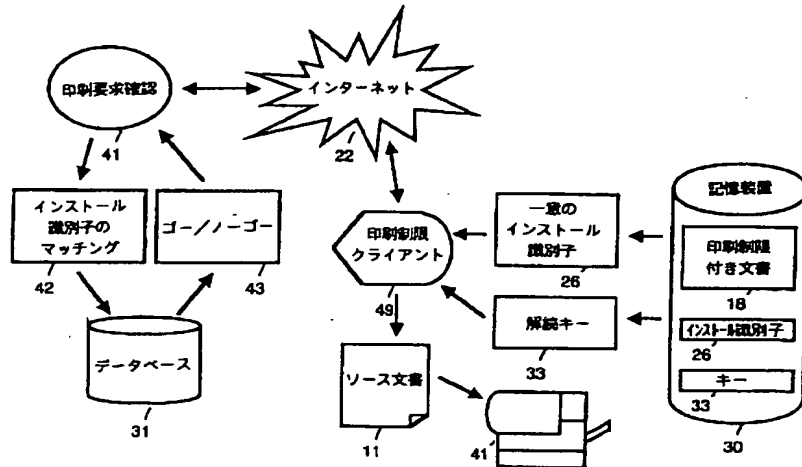 印刷要求確認
41
インターネット
22
インストール
識別子の
マッチング
42
ゴー/ノーゴー
43
データベース
31
印刷制限
クライアント
49
一意の
インストール
識別子
26
解読キー
33
ソース文書
11
41
記憶装置
印刷制限
付き文書
18
インストール識別子
26
キー
33
30